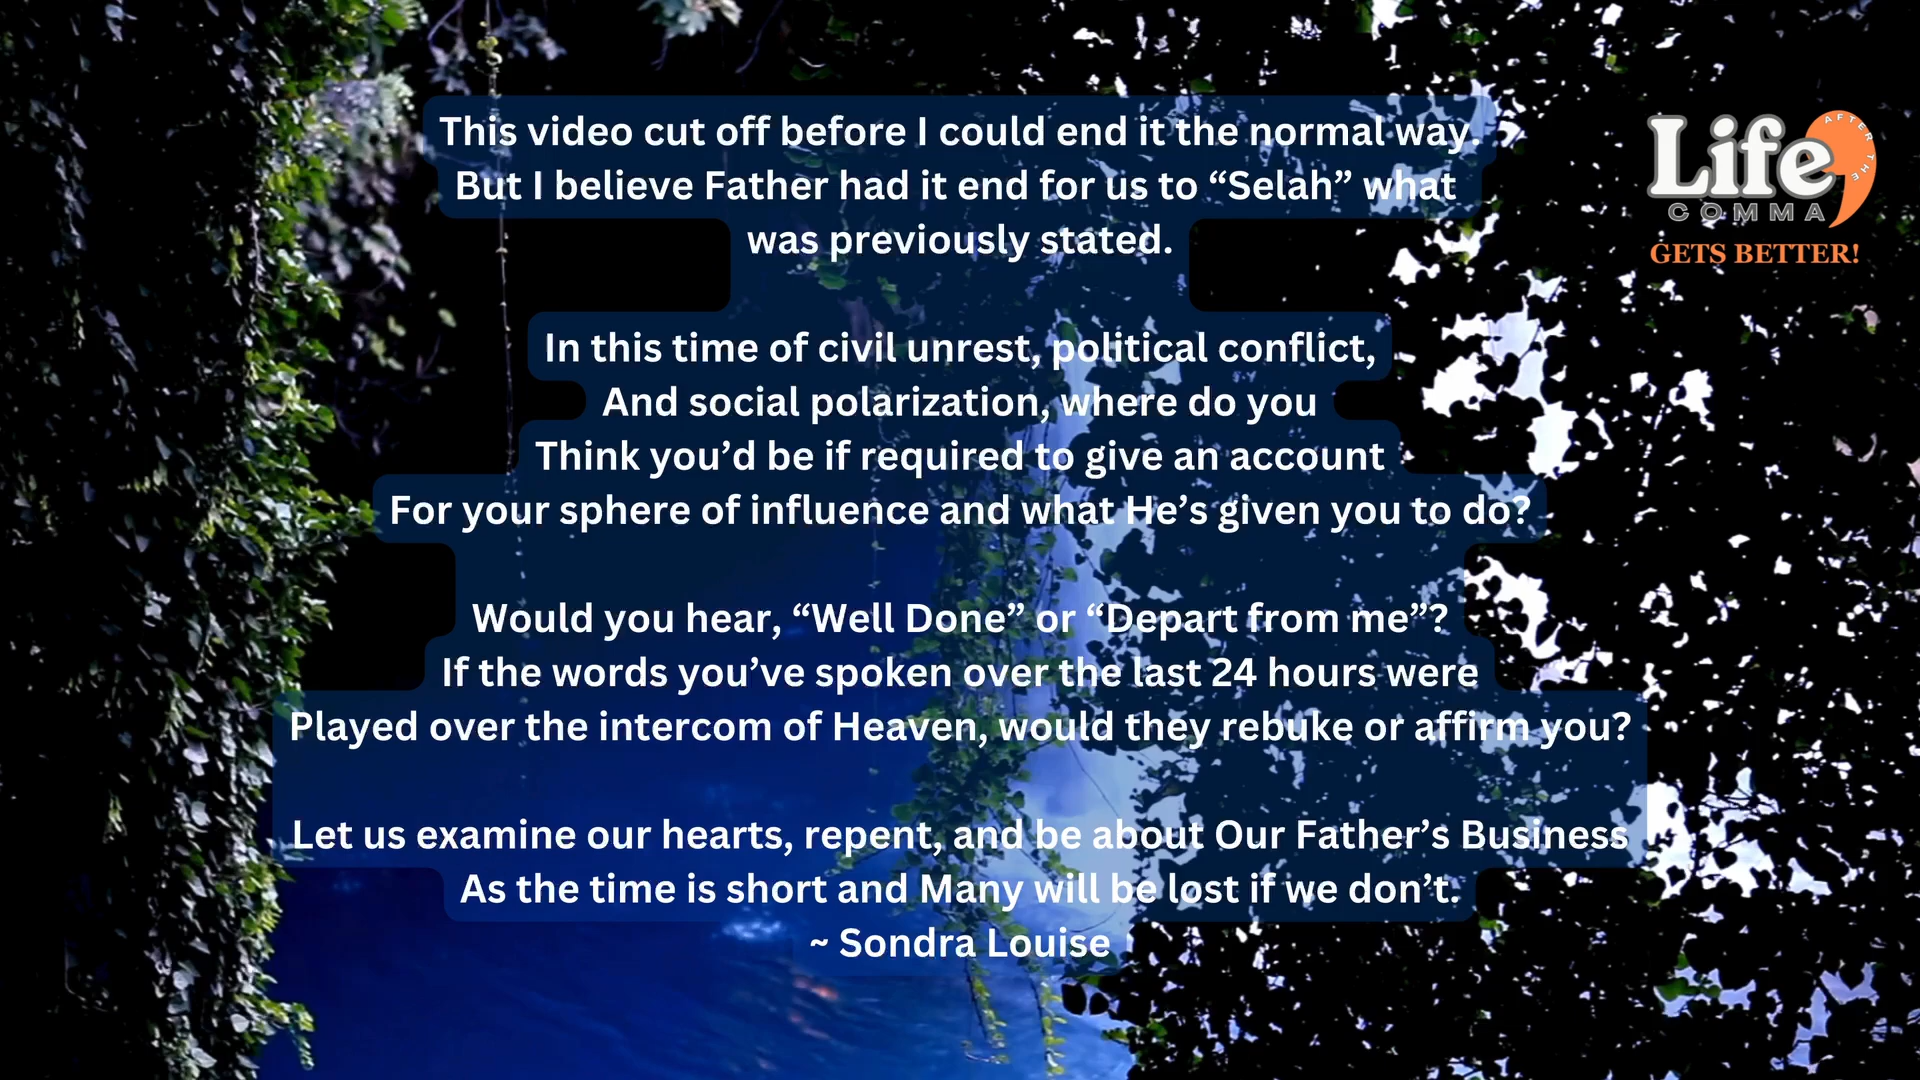 This video cut off before I could end it the normal way.
But I believe Father had it end for us to “Selah” what
was previously stated.
In this time of civil unrest, political conflict,
And social polarization, where do you
Think you’d be if required to give an account
For your sphere of influence and what He’s given you to do?
Would you hear, “Well Done” or “Depart from me”?
If the words you’ve spoken over the last 24 hours were
Played over the intercom of Heaven, would they rebuke or affirm you?
Let us examine our hearts, repent, and be about Our Father’s Business
As the time is short and Many will be lost if we don’t.
~ Sondra Louise
Life
AFTER THE
COMMA
GETS BETTER!